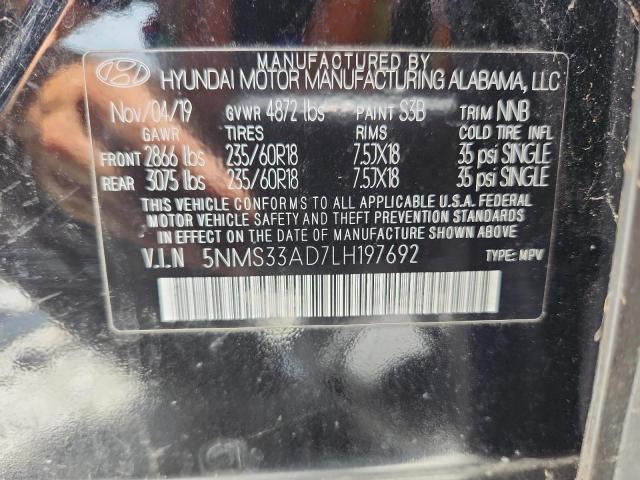 MANUFACTURED BY
HYUNDAI MOTOR MANUFACTURING ALABAMA, LLC
Nov/04/19 GVWR 4872 lbs PAINT S3B TRIM NNB
GAWR TIRES RIMS COLD TIRE INFL
FRONT 2866 lbs 235/60R18 7.5JX18 35 psi SINGLE
REAR 3075 lbs 235/60R18 7.5JX18 35 psi SINGLE
THIS VEHICLE CONFORMS TO ALL APPLICABLE U.S.A. FEDERAL
MOTOR VEHICLE SAFETY AND THEFT PREVENTION STANDARDS
IN EFFECT ON THE DATE OF MANUFACTURE SHOWN ABOVE
V.I.N 5NMS33AD7LH197692 TYPE: MPV